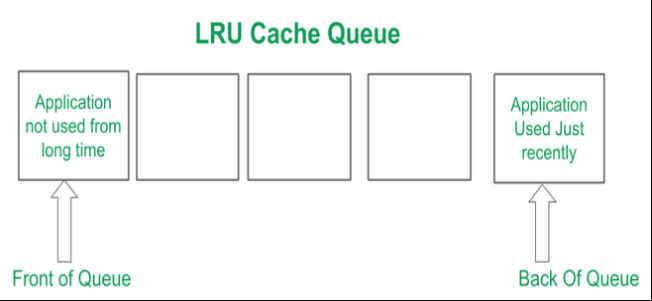 LRU Cache Queue
Application
not used from
long time
Application
Used Just
recently
Front of Queue
Back Of Queue